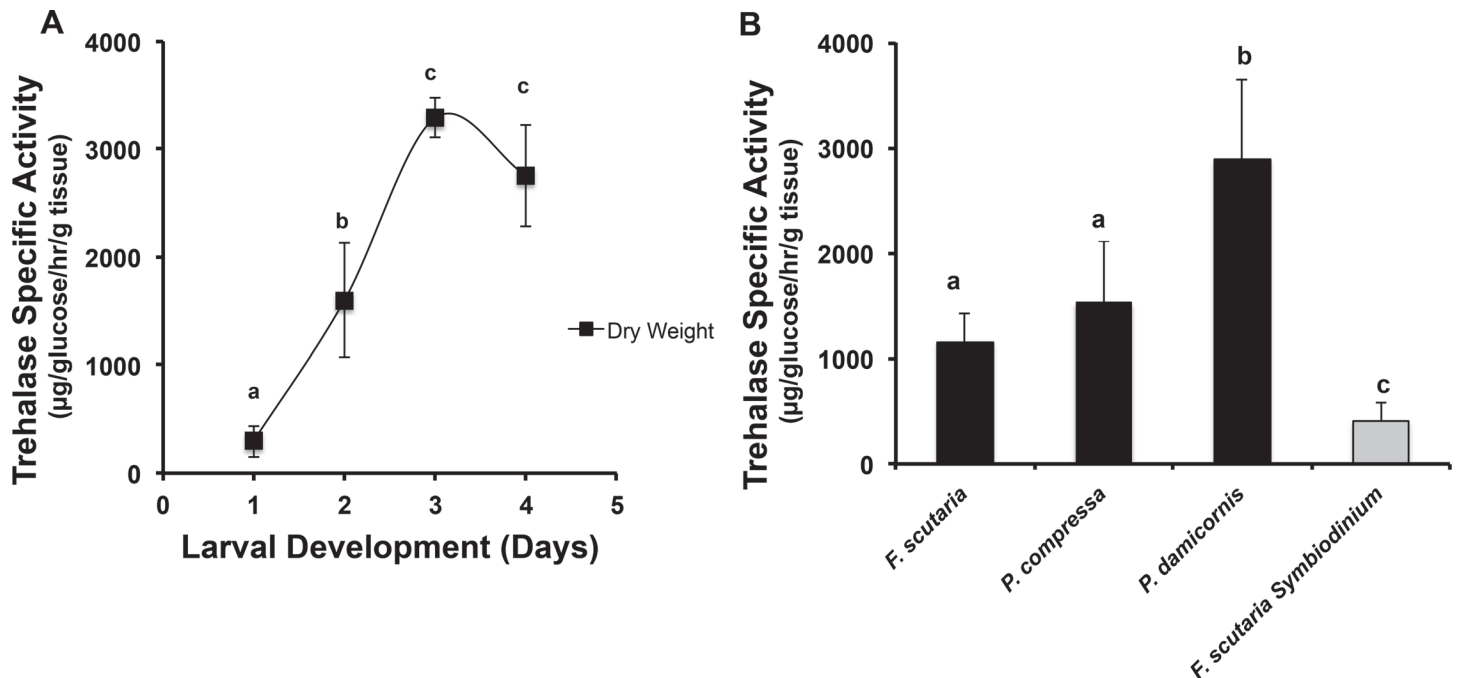 A
Trehalase Specific Activity
(µg/glucose/hr/g tissue)
4000
3000
2000
1000
0
a
b
c
c
Dry Weight
0 1 2 3 4 5
Larval Development (Days)
B
Trehalase Specific Activity
(µg/glucose/hr/g tissue)
4000
3000
2000
1000
0
a
a
b
c
F. scutaria
P. compressa
P. damicornis
F. scutaria Symbiodinium